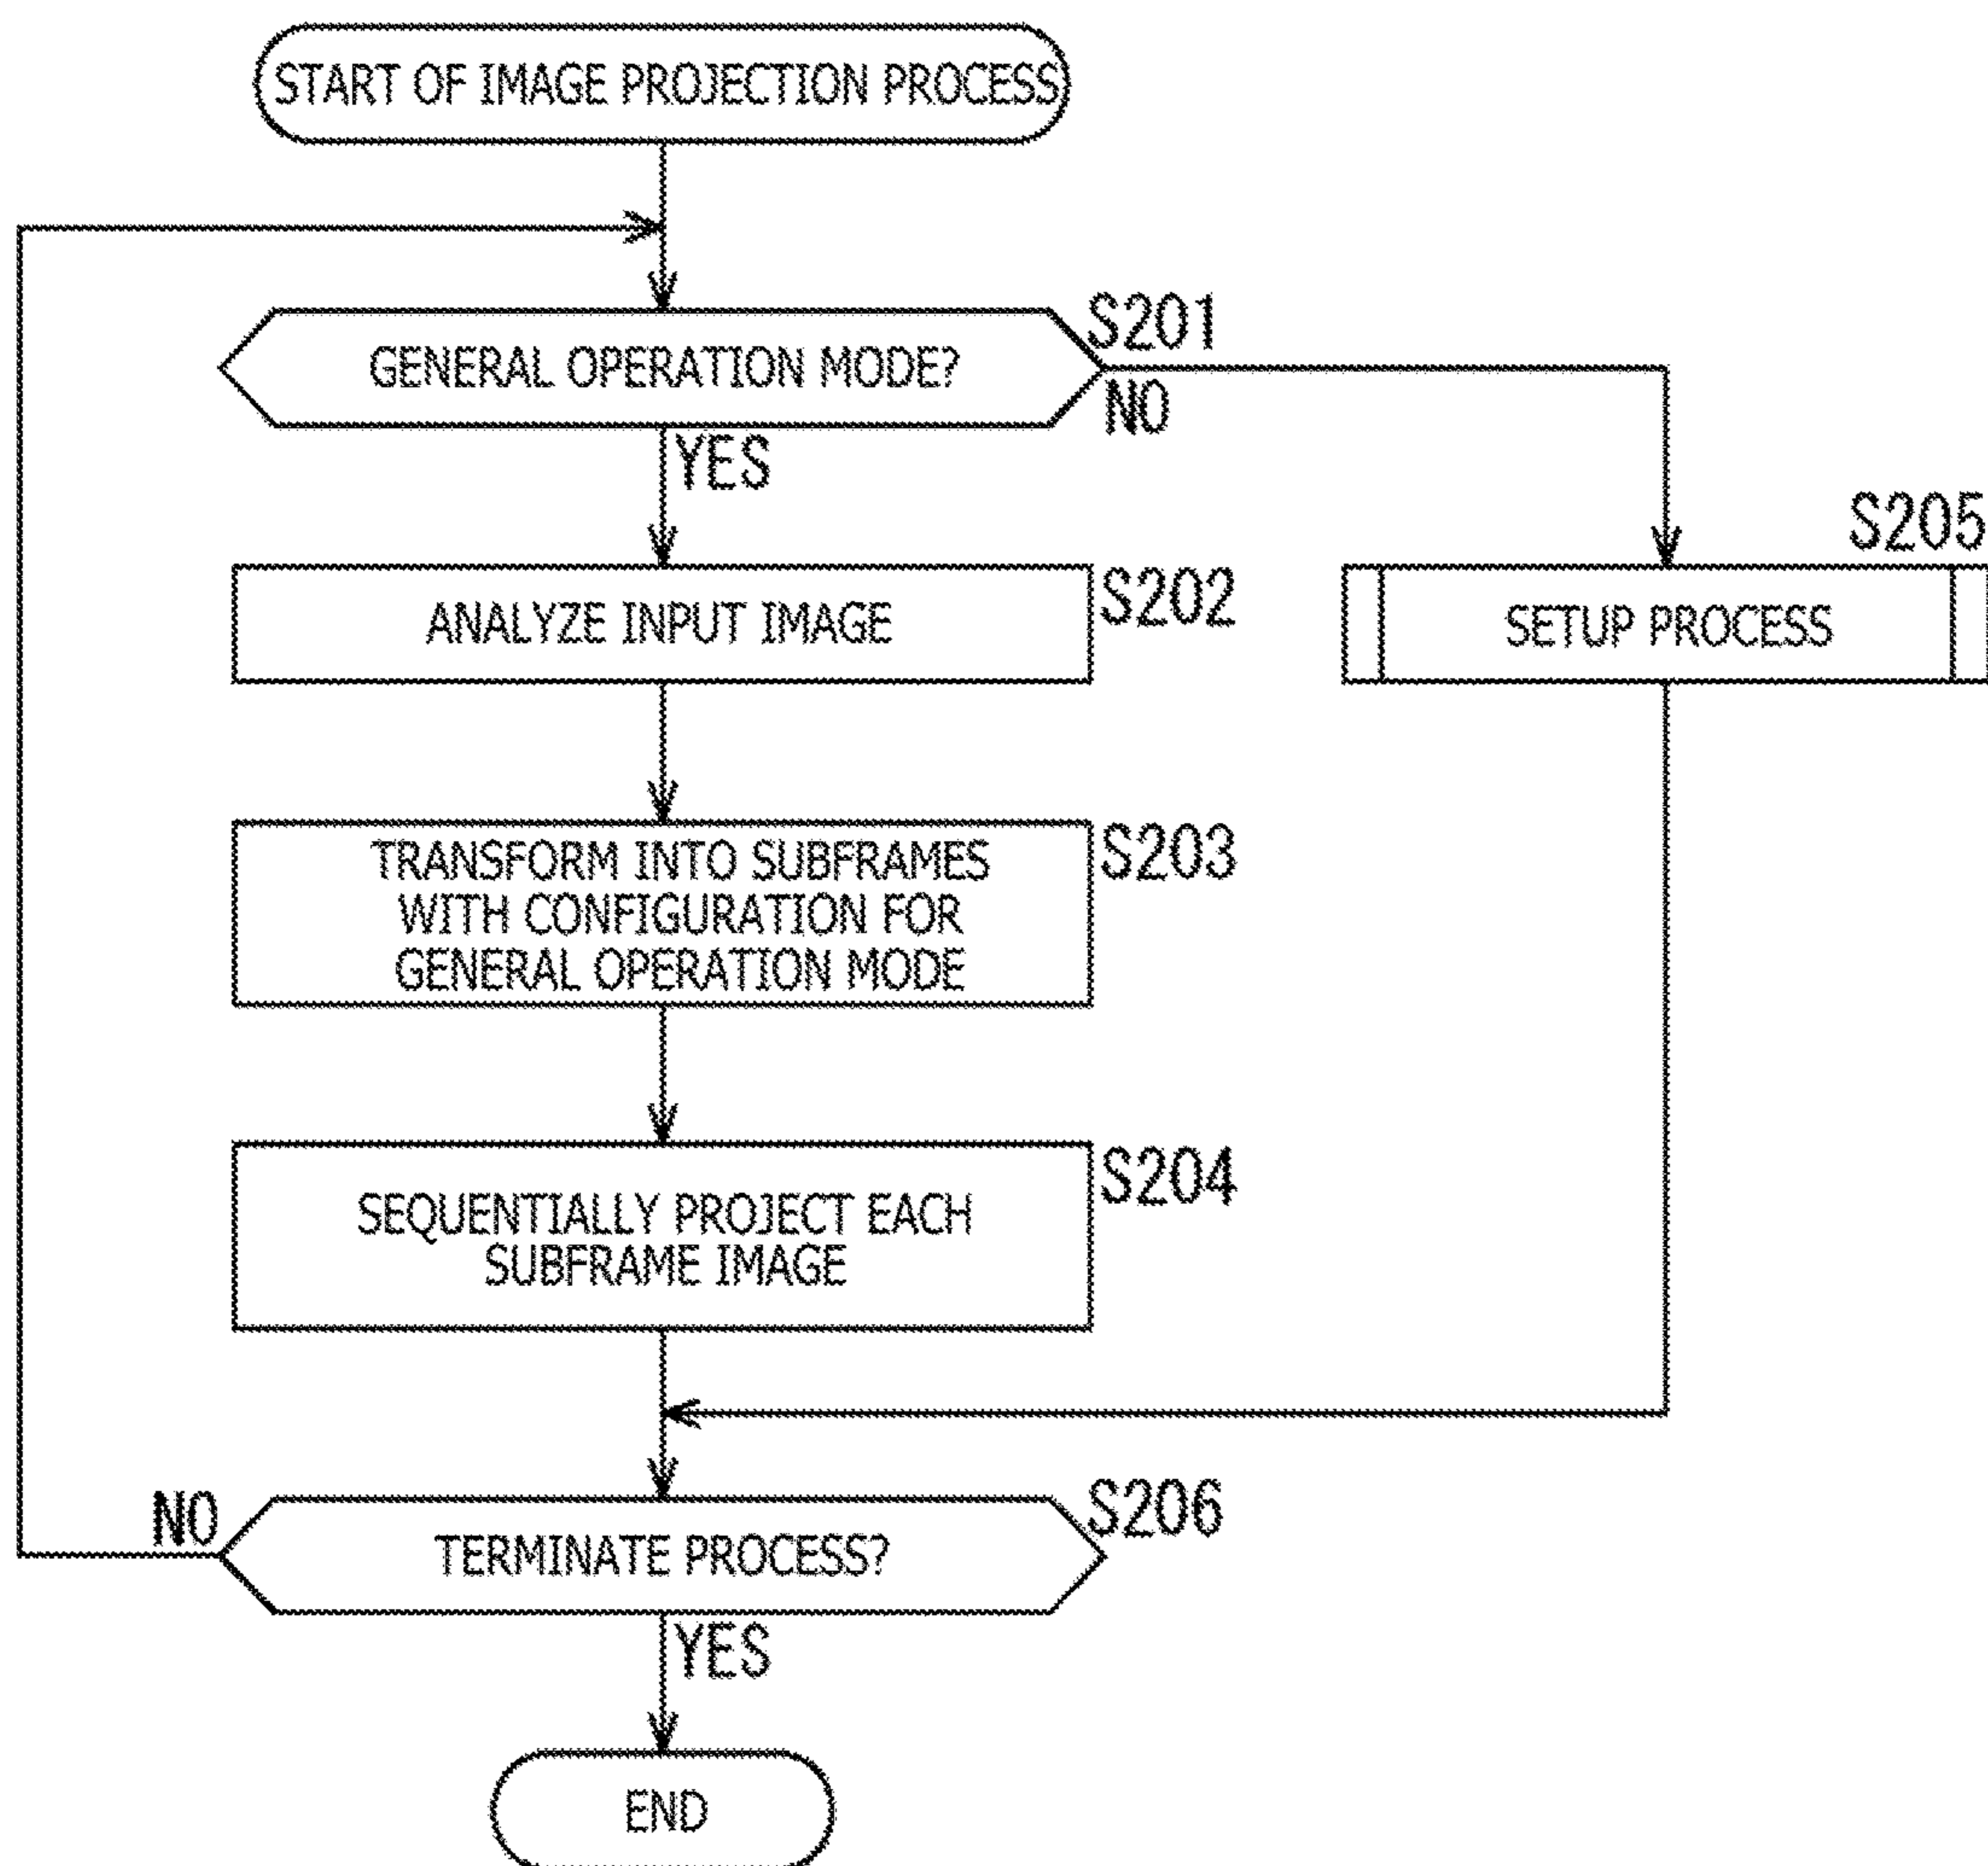 START OF IMAGE PROJECTION PROCESS
S201
GENERAL OPERATION MODE?
NO
YES
S205
S202
ANALYZE INPUT IMAGE
SETUP PROCESS
S203
TRANSFORM INTO SUBFRAMES
WITH CONFIGURATION FOR
GENERAL OPERATION MODE
S204
SEQUENTIALLY PROJECT EACH
SUBFRAME IMAGE
S206
NO
TERMINATE PROCESS?
YES
END